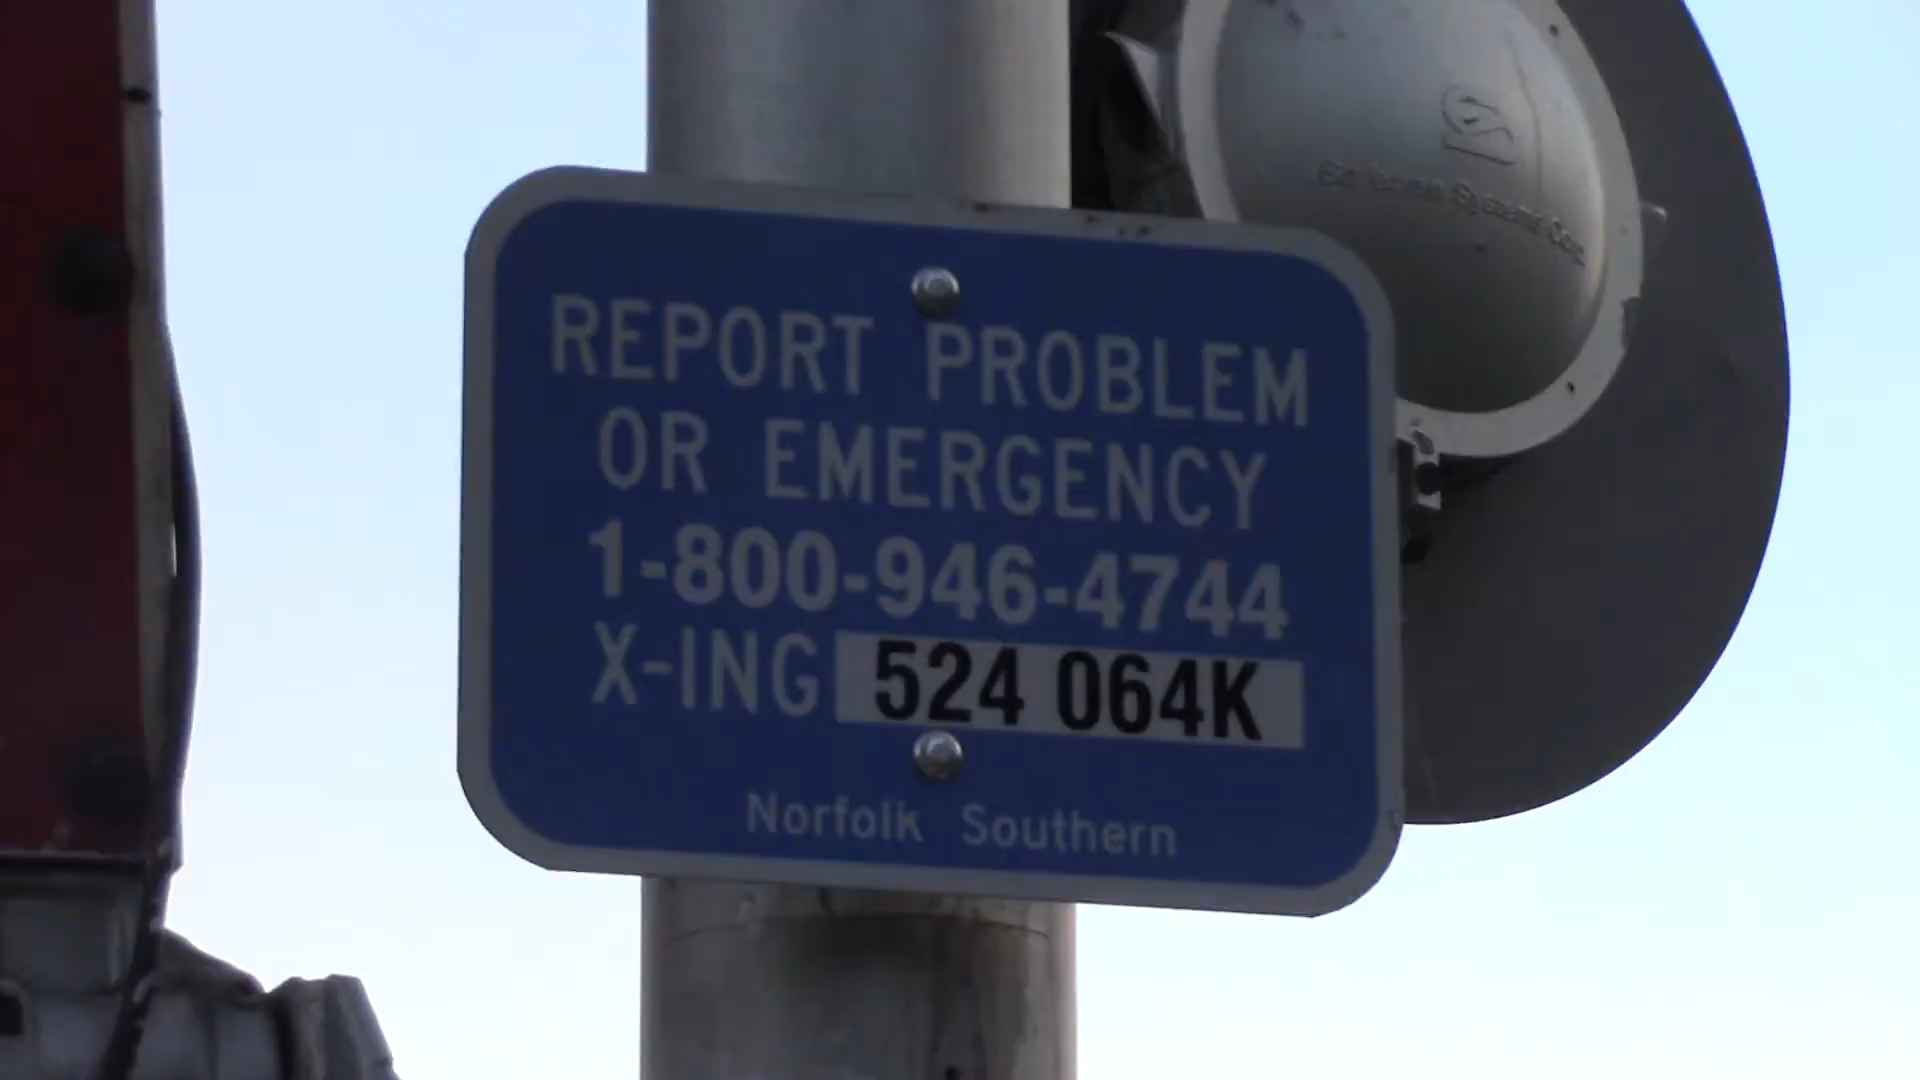 REPORT PROBLEM
OR EMERGENCY
1-800-946-4744
X-ING 524 064K
Norfolk Southern